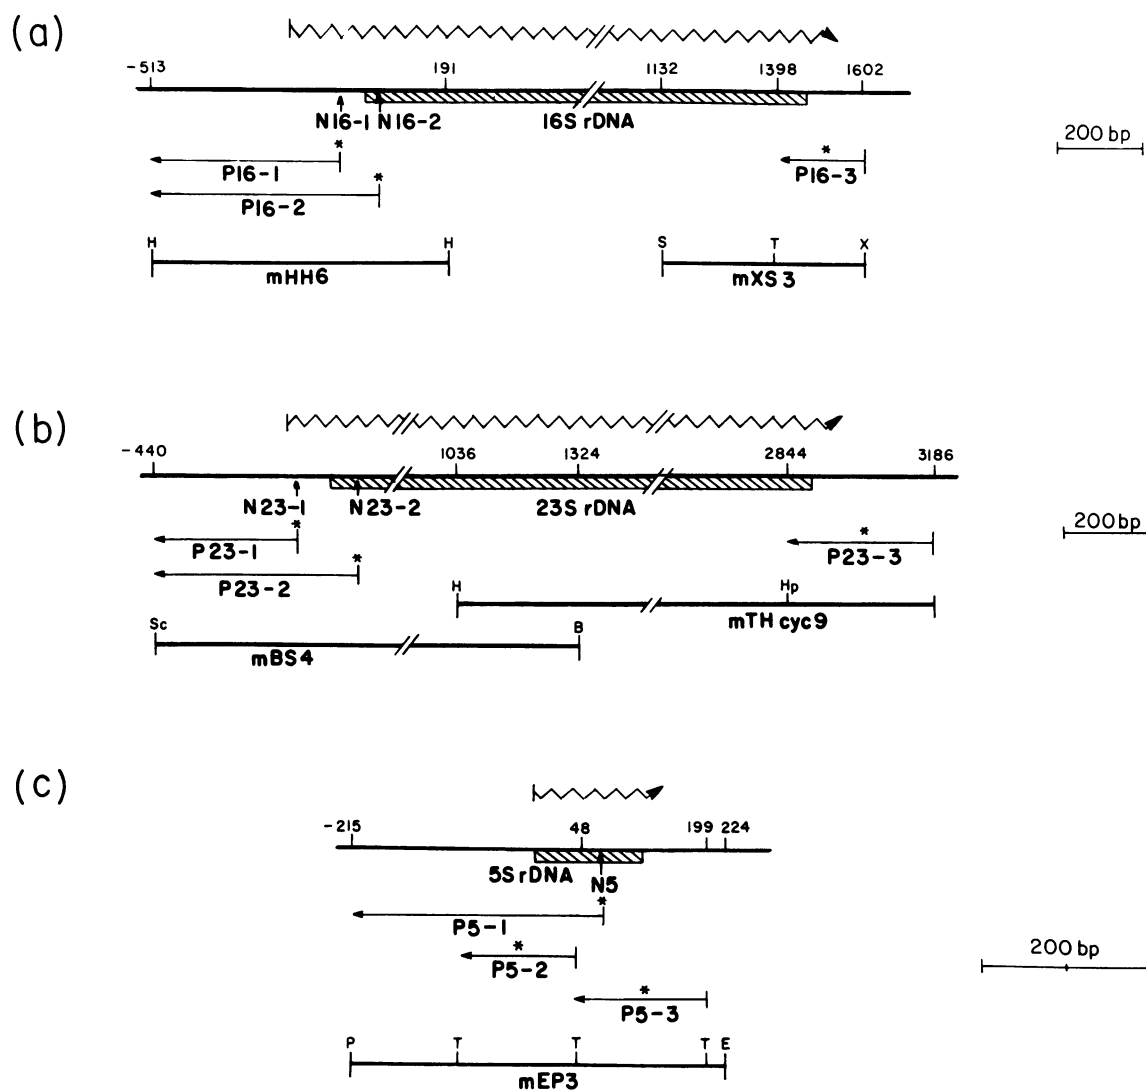 (a)
-513 191 1132 1398 1602
N16-1 N16-2 16S rDNA
200 bp
* *
P16-1 P16-3
*
P16-2
H H S T X
mHH6 mXS3
(b)
-440 1036 1324 2844 3186
N23-1 N23-2 23S rDNA
200 bp
* *
P23-1 P23-3
*
P23-2
H Hp
mTH cyc9
Sc B
mBS4
(c)
-215 48 199 224
5S rDNA N5
*
P5-1
200 bp
*
P5-2
*
P5-3
P T T T E
mEP3